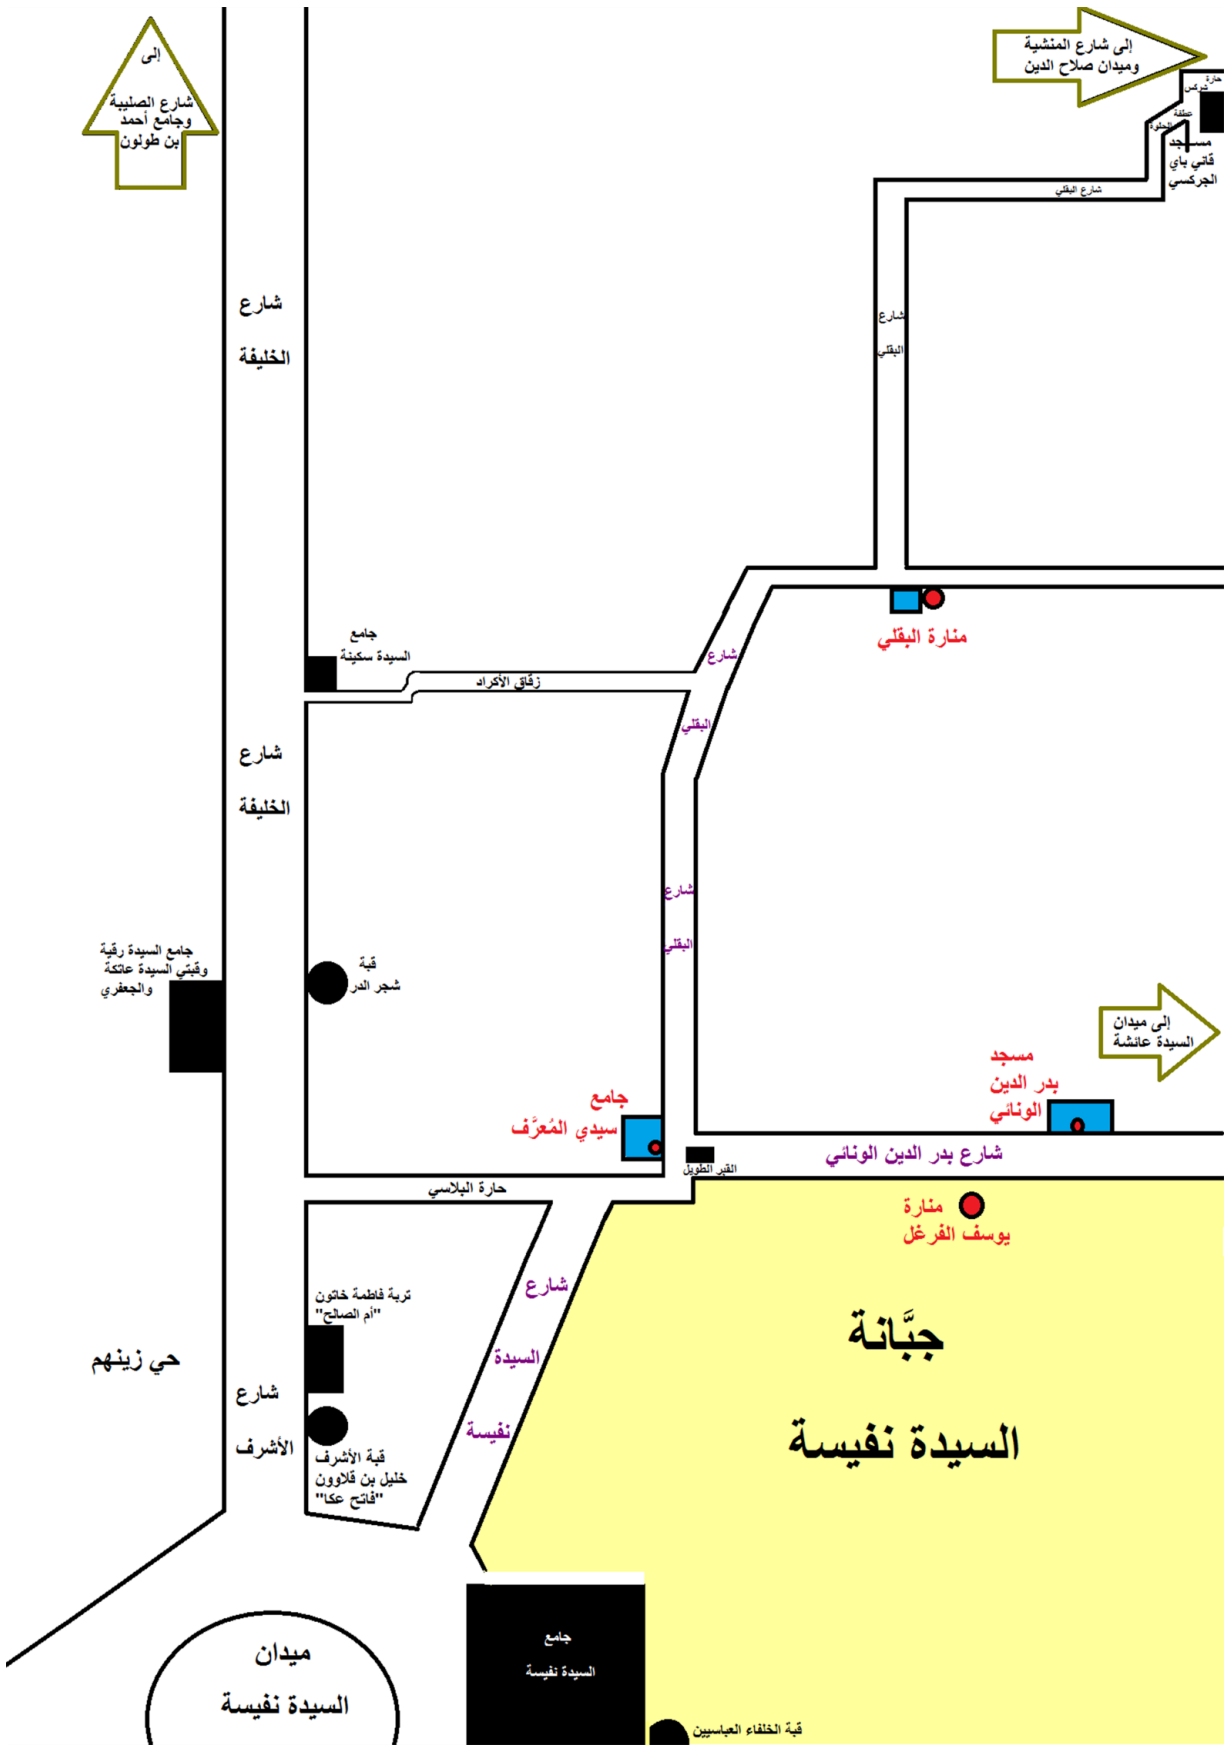 إلى
شارع الصليبة
وجامع أحمد
بن طولون
إلى شارع المنشية
وميدان صلاح الدين
حارة
شركس
عطفة
الحلوة
مسجد
قاني باي
الجركسي
شارع البقلي
شارع
الخليفة
شارع
البقلي
جامع
السيدة سكينة
منارة البقلي
شارع
زقاق الأكراد
البقلي
شارع
الخليفة
شارع
البقلي
جامع السيدة رقية
وقبتي السيدة عاتكة
والجعفري
قبة
شجر الدر
إلى ميدان
السيدة عائشة
مسجد
بدر الدين
الونائي
جامع
سيدي المُعرَّف
شارع بدر الدين الونائي
القبر الطويل
حارة البلاسي
منارة
يوسف الفرغل
شارع
السيدة
نفيسة
تربة فاطمة خاتون
"أم الصالح"
جبَّانة
السيدة نفيسة
حي زينهم
شارع
الأشرف
قبة الأشرف
خليل بن قلاوون
"فاتح عكا"
جامع
السيدة نفيسة
ميدان
السيدة نفيسة
قبة الخلفاء العباسيين